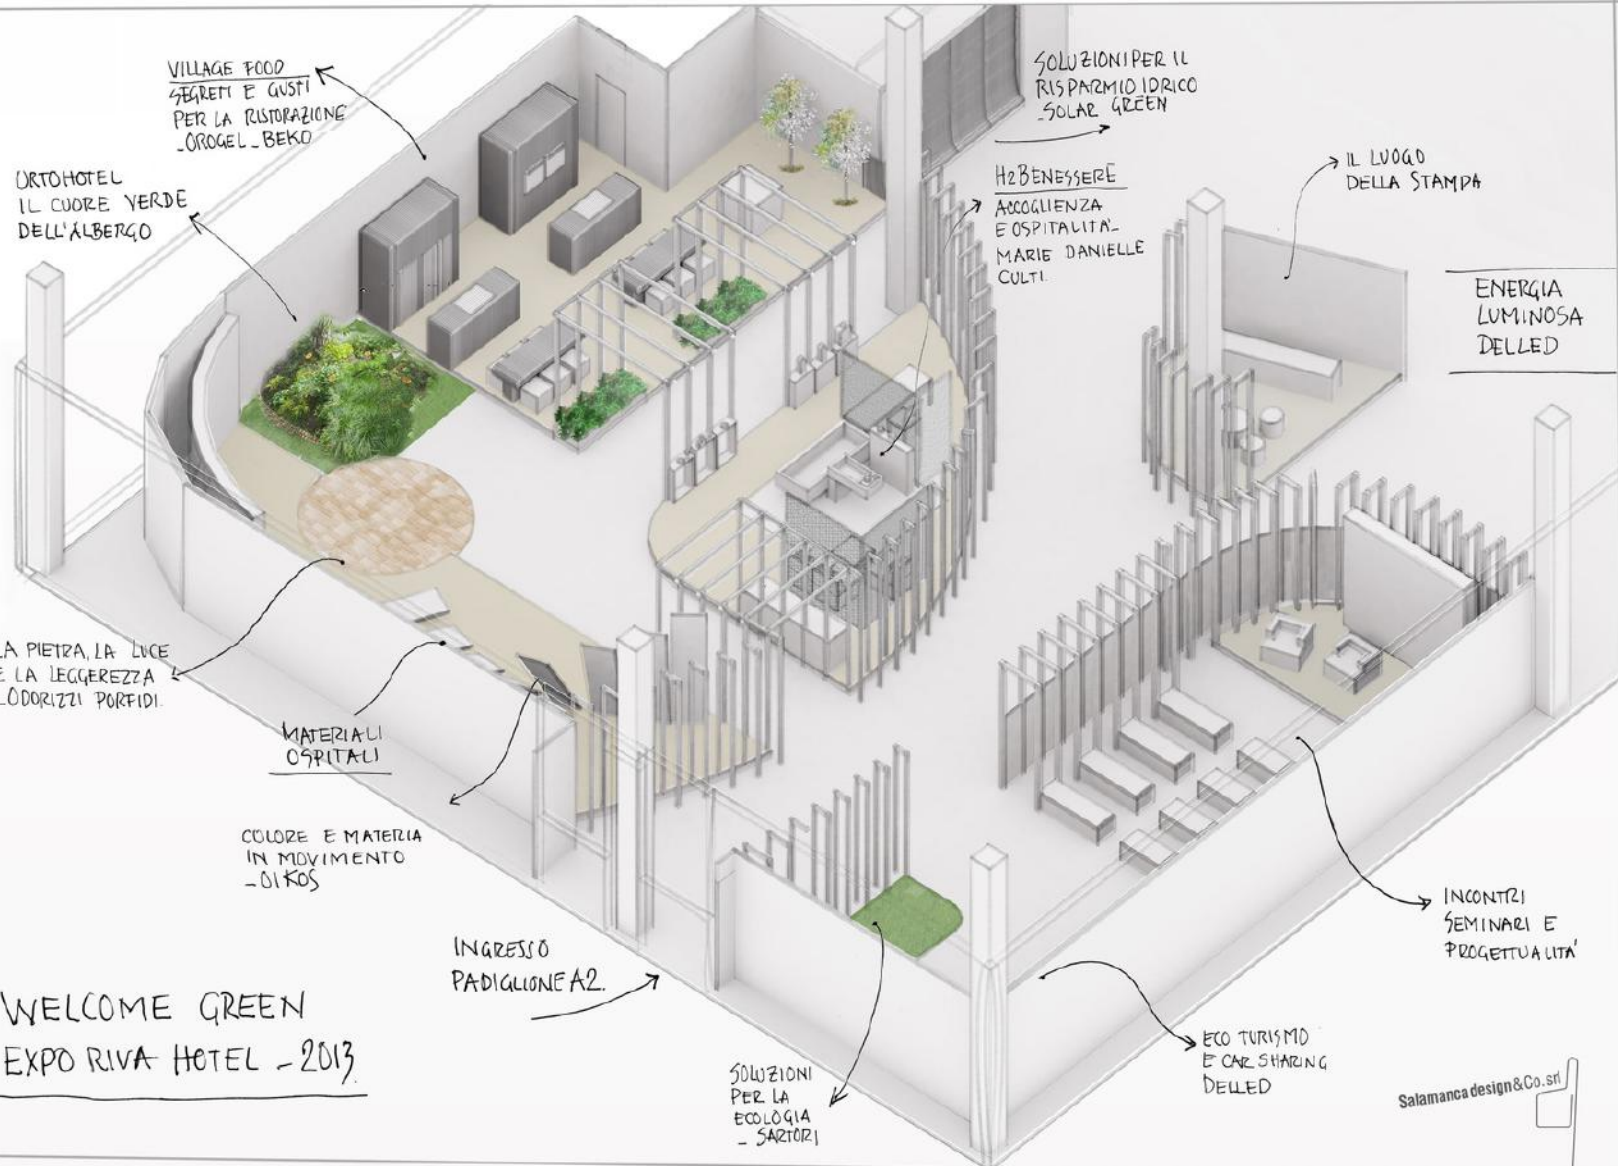 VILLAGE FOOD
SEGRETI E GUSTI
PER LA RISTORAZIONE
_OROGEL_BEKO
SOLUZIONI PER IL
RISPARMIO IDRICO
_SOLAR GREEN
ORTOHOTEL
IL CUORE VERDE
DELL'ALBERGO
H2BENESSERE
ACCOGLIENZA
E OSPITALITA'_
MARIE DANIELLE
CULTI.
IL LUOGO
DELLA STAMPA
ENERGIA
LUMINOSA
DELLED
LA PIETRA, LA LUCE
E LA LEGGEREZZA
LODORIZZI PORFIDI.
MATERIALI
OSPITALI
COLORE E MATERIA
IN MOVIMENTO
_OIKOS
INGRESSO
PADIGLIONE A2.
WELCOME GREEN
EXPO RIVA HOTEL - 2013.
SOLUZIONI
PER LA
ECOLOGIA
_ SARTORI
ECO TURISMO
E CAR SHARING
DELLED
INCONTRI
SEMINARI E
PROGETTUALITA'
Salamanca design&Co.srl